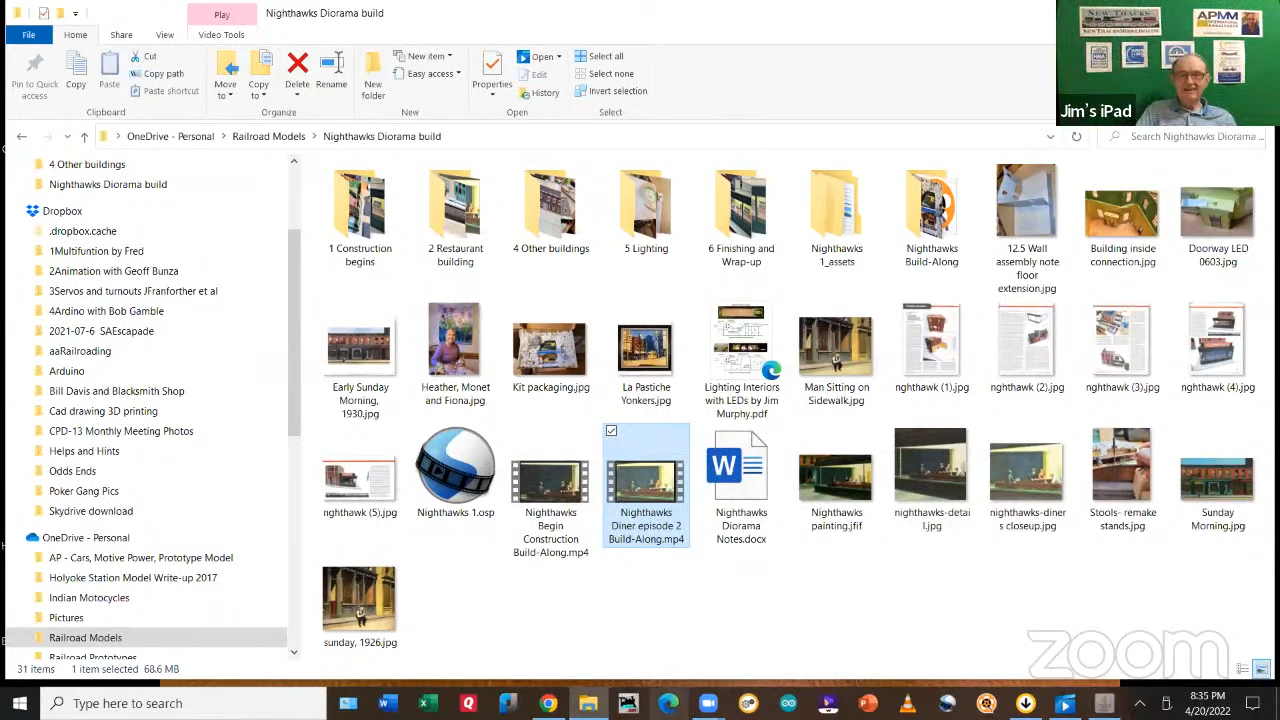 Play
Nighthawks Diorama build
File
Share
View
Video Tools
Pin to Quick
access
Copy
Paste
Copy path
Paste shortcut
Move
to
Copy
to
Delete
Rename
New
folder
Properties
Open
History
Select
Select none
Invert selection
Organize
New
Open
Select
NEW TRACKS
NEWTRACKSMODELING.COM
APMM
Jim's iPad
OneDrive - Personal
Railroad Models
Nighthawks Diorama build
Search Nighthawks Diorama ...
4 Other buildings
Nighthawks Diorama build
Dropbox
.dropbox.cache
1Multifuntion by Fred
2Animation with Geoff Bunza
3Servos and turnouts JFranforther et al
4Ardino with Bob Gamble
2021-07-6 SAEscapade
aaRailroading
Arduino
Bill Davis and Blacksmith Shop
Cad drawing 3D printing
CPD-13 Monthly Meeting Photos
Helps and Hints
Odds Ends
Poker Gang Pics
Skydrive download
OneDrive - Personal
AP - Cars, Motive Power, Prototype Model
Holyoke Station Model Write-up 2017
Indian Motocycles
Pictures
Railroad Models
Railroad Prototypes
1 Construction
begins
2 Restaurant
building
4 Other buildings
5 Lighting
6 Finishing and
Wrap-up
Nighthawks
1_assets
Nighthawks
Build-Along
12.5 Wall
assembly note
floor
extension.jpg
Building inside
connection.jpg
Doorway LED
0603.jpg
Early Sunday
Morning,
1930.jpg
Heather, Monet
and Fiona.jpg
Kit packaging.jpg
La Pastiche
Yonkers.jpg
Lighting Interiors
with LEDs by Jim
Murphy.pdf
Man Sitting on
Sidewalk.jpg
nghthawk (1).jpg
nghthawk (2).jpg
nghthawk (3).jpg
nghthawk (4).jpg
nghthawk (5).jpg
Nighthawks 1.osp
Nighthawks
Begin
Construction
Build-Along.mp4
Nighthawks
Diner episode 2
Build-Along.mp4
Nighthawks
Diorama
Notes.docx
Nighthawks
painting.jfif
nighthawks-detai
l.jpg
nighthawks-diner
s closeup.jpg
Stools- remake
stands.jpg
Sunday
Morning.jpg
sunday, 1926.jpg
31 items
1 item selected 68.6 MB
zoom
Type here to search
8:35 PM
4/20/2022